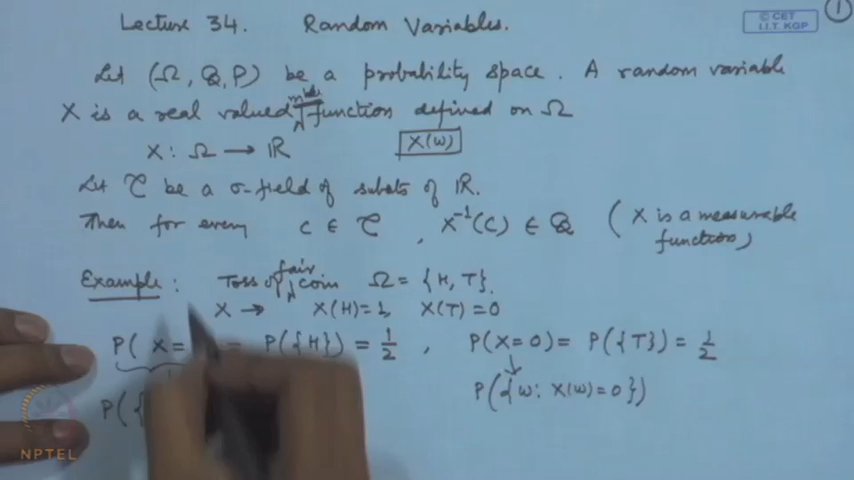 1
© CET
I.I.T. KGP
Lecture 34. Random Variables.
Let (Ω, Q, P) be a probability space. A random variable
X is a real valued function defined on Ω
X: Ω → ℝ X(ω)
Let 𝒞 be a σ-field of subsets of ℝ.
Then for every C ∈ 𝒞, X⁻¹(C) ∈ Q (X is a measurable
function)
Example: Toss of fair coin Ω = {H, T}.
X → X(H)=1, X(T)=0
P( X= = P({H}) = 1/2, P(X=0) = P({T}) = 1/2
P({ P({ω: X(ω)=0})
NPTEL